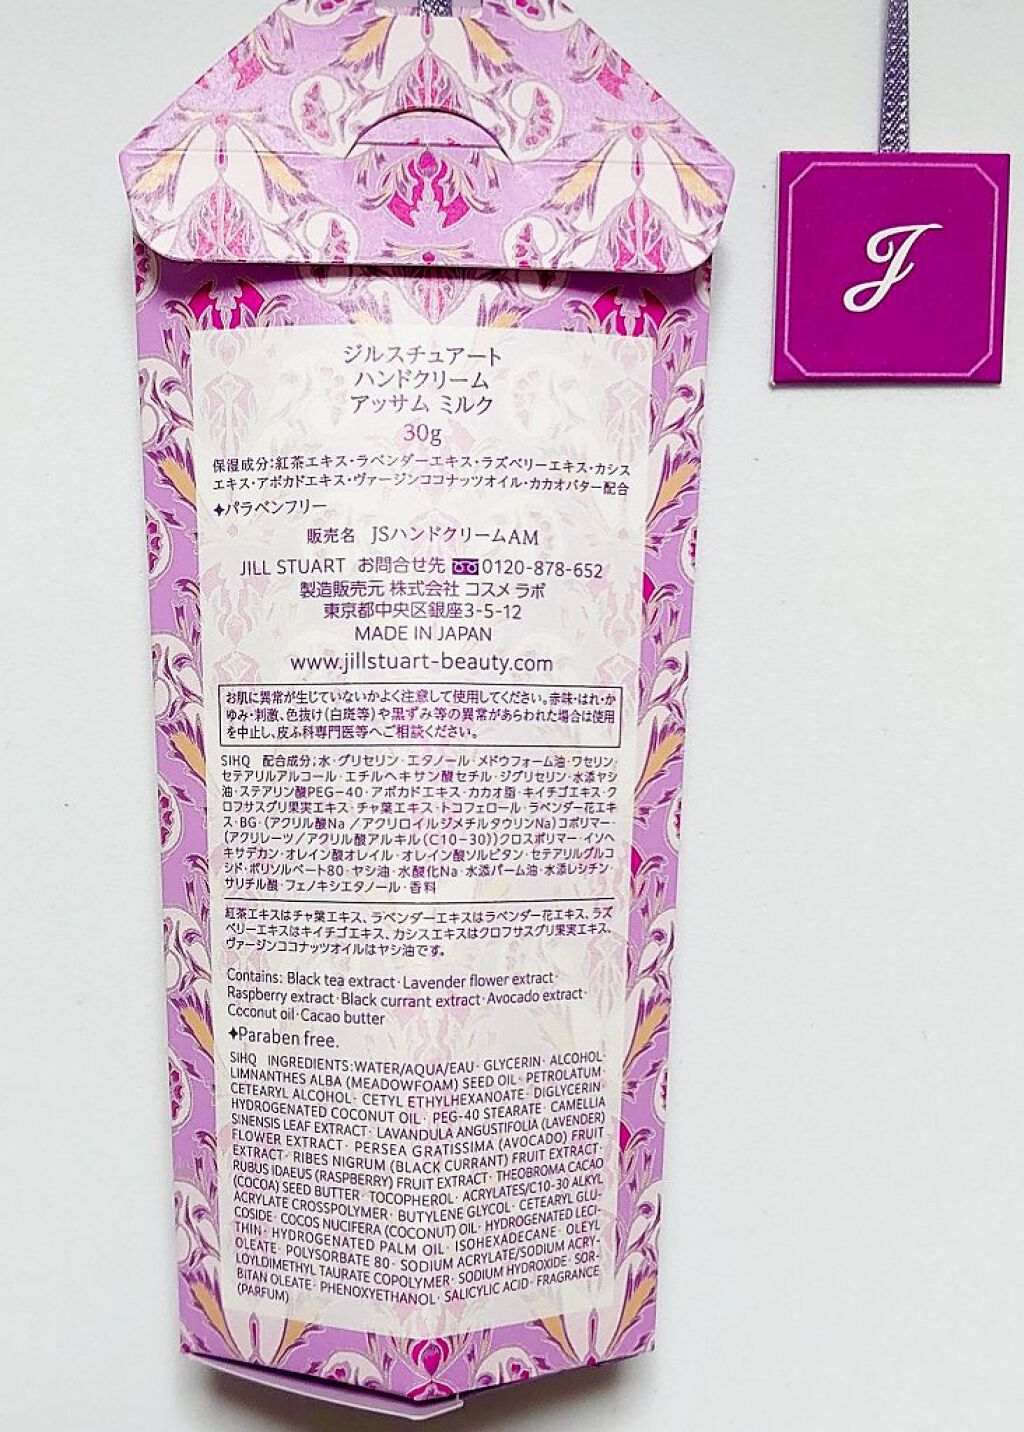 J
ジルスチュアート
ハンドクリーム
アッサム ミルク
30g
保湿成分:紅茶エキス・ラベンダーエキス・ラズベリーエキス・カシス
エキス・アボカドエキス・ヴァージンココナッツオイル・カカオバター配合
✦パラベンフリー
販売名 JSハンドクリームAM
JILL STUART お問合せ先 0120-878-652
製造販売元 株式会社 コスメ ラボ
東京都中央区銀座3-5-12
MADE IN JAPAN
www.jillstuart-beauty.com
お肌に異常が生じていないかよく注意して使用してください。赤味・はれ・か
ゆみ・刺激、色抜け(白斑等)や黒ずみ等の異常があらわれた場合は使用
を中止し、皮ふ科専門医等へご相談ください。
SIHQ 配合成分:水・グリセリン・エタノール・メドウフォーム油・ワセリン・
セテアリルアルコール・エチルヘキサン酸セチル・ジグリセリン・水添ヤシ
油・ステアリン酸PEG-40・アボカドエキス・カカオ脂・キイチゴエキス・ク
ロフサスグリ果実エキス・チャ葉エキス・トコフェロール・ラベンダー花エキ
ス・BG・(アクリル酸Na/アクリロイルジメチルタウリンNa)コポリマー・
(アクリレーツ/アクリル酸アルキル(C10-30))クロスポリマー・イソヘ
キサデカン・オレイン酸オレイル・オレイン酸ソルビタン・セテアリルグルコ
シド・ポリソルベート80・ヤシ油・水酸化Na・水添パーム油・水添レシチン・
サリチル酸・フェノキシエタノール・香料
紅茶エキスはチャ葉エキス、ラベンダーエキスはラベンダー花エキス、ラズ
ベリーエキスはキイチゴエキス、カシスエキスはクロフサスグリ果実エキス、
ヴァージンココナッツオイルはヤシ油です。
Contains: Black tea extract·Lavender flower extract·
Raspberry extract·Black currant extract·Avocado extract·
Coconut oil·Cacao butter
✦Paraben free.
SIHQ INGREDIENTS:WATER/AQUA/EAU· GLYCERIN· ALCOHOL·
LIMNANTHES ALBA (MEADOWFOAM) SEED OIL· PETROLATUM·
CETEARYL ALCOHOL· CETYL ETHYLHEXANOATE· DIGLYCERIN·
HYDROGENATED COCONUT OIL· PEG-40 STEARATE· CAMELLIA
SINENSIS LEAF EXTRACT· LAVANDULA ANGUSTIFOLIA (LAVENDER)
FLOWER EXTRACT· PERSEA GRATISSIMA (AVOCADO) FRUIT
EXTRACT· RIBES NIGRUM (BLACK CURRANT) FRUIT EXTRACT·
RUBUS IDAEUS (RASPBERRY) FRUIT EXTRACT· THEOBROMA CACAO
(COCOA) SEED BUTTER· TOCOPHEROL· ACRYLATES/C10-30 ALKYL
ACRYLATE CROSSPOLYMER· BUTYLENE GLYCOL· CETEARYL GLU-
COSIDE· COCOS NUCIFERA (COCONUT) OIL· HYDROGENATED LECI-
THIN· HYDROGENATED PALM OIL· ISOHEXADECANE· OLEYL
OLEATE· POLYSORBATE 80· SODIUM ACRYLATE/SODIUM ACRY-
LOYLDIMETHYL TAURATE COPOLYMER· SODIUM HYDROXIDE· SOR-
BITAN OLEATE· PHENOXYETHANOL· SALICYLIC ACID· FRAGRANCE
(PARFUM)